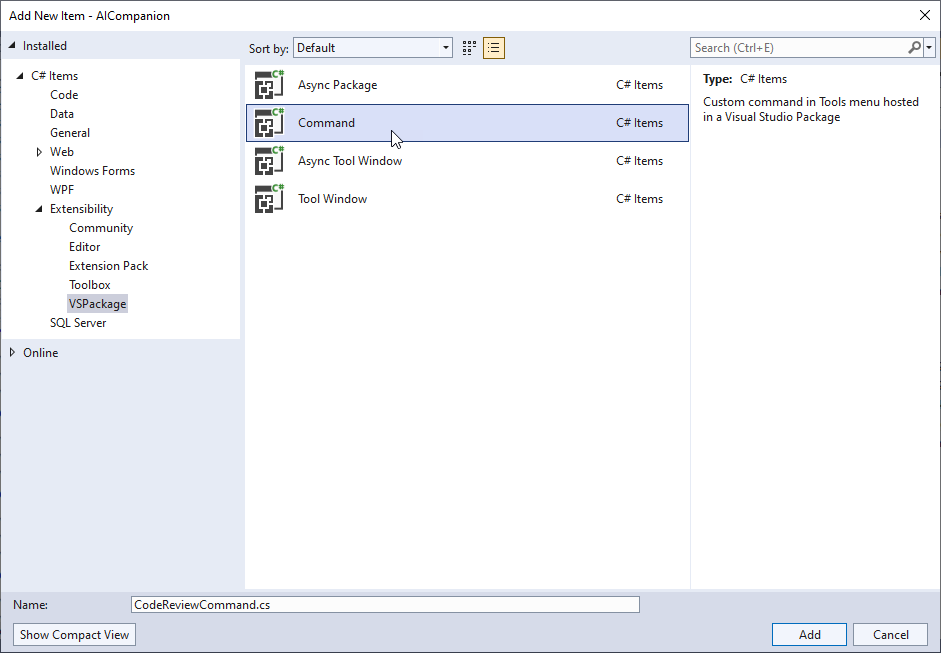 Add New Item - AICompanion
Installed
C# Items
Code
Data
General
Web
Windows Forms
WPF
Extensibility
Community
Editor
Extension Pack
Toolbox
VSPackage
SQL Server
Online
Sort by: Default
C# Async Package C# Items
C# Command C# Items
C# Async Tool Window C# Items
C# Tool Window C# Items
Search (Ctrl+E)
Type: C# Items
Custom command in Tools menu hosted
in a Visual Studio Package
Name: CodeReviewCommand.cs
Show Compact View
Add
Cancel